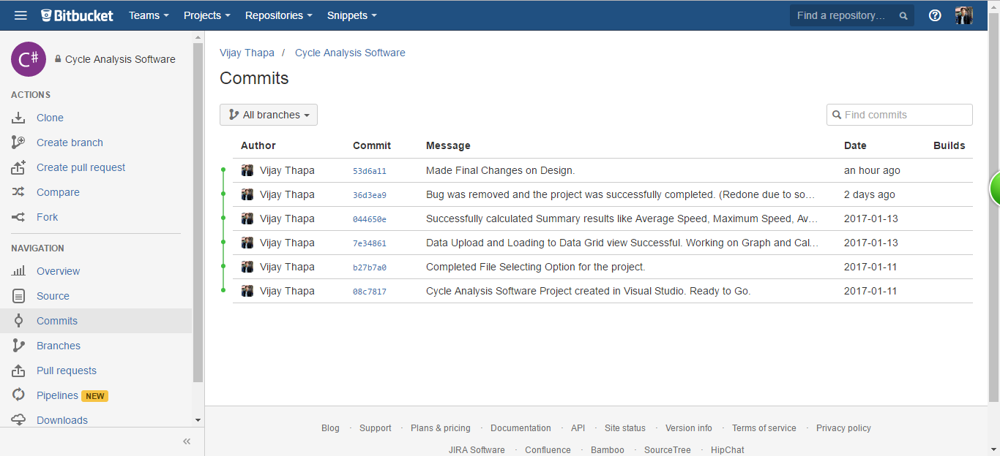 Bitbucket Teams Projects Repositories Snippets Find a repository...
C# Cycle Analysis Software
ACTIONS
Clone
Create branch
Create pull request
Compare
Fork
NAVIGATION
Overview
Source
Commits
Branches
Pull requests
Pipelines NEW
Downloads
Vijay Thapa / Cycle Analysis Software
Commits
All branches Find commits
Author Commit Message Date Builds
Vijay Thapa 53d6a11 Made Final Changes on Design. an hour ago
Vijay Thapa 36d3ea9 Bug was removed and the project was successfully completed. (Redone due to so... 2 days ago
Vijay Thapa 044650e Successfully calculated Summary results like Average Speed, Maximum Speed, Av... 2017-01-13
Vijay Thapa 7e34861 Data Upload and Loading to Data Grid view Successful. Working on Graph and Cal... 2017-01-13
Vijay Thapa b27b7a0 Completed File Selecting Option for the project. 2017-01-11
Vijay Thapa 08c7817 Cycle Analysis Software Project created in Visual Studio. Ready to Go. 2017-01-11
Blog · Support · Plans & pricing · Documentation · API · Site status · Version info · Terms of service · Privacy policy
JIRA Software · Confluence · Bamboo · SourceTree · HipChat